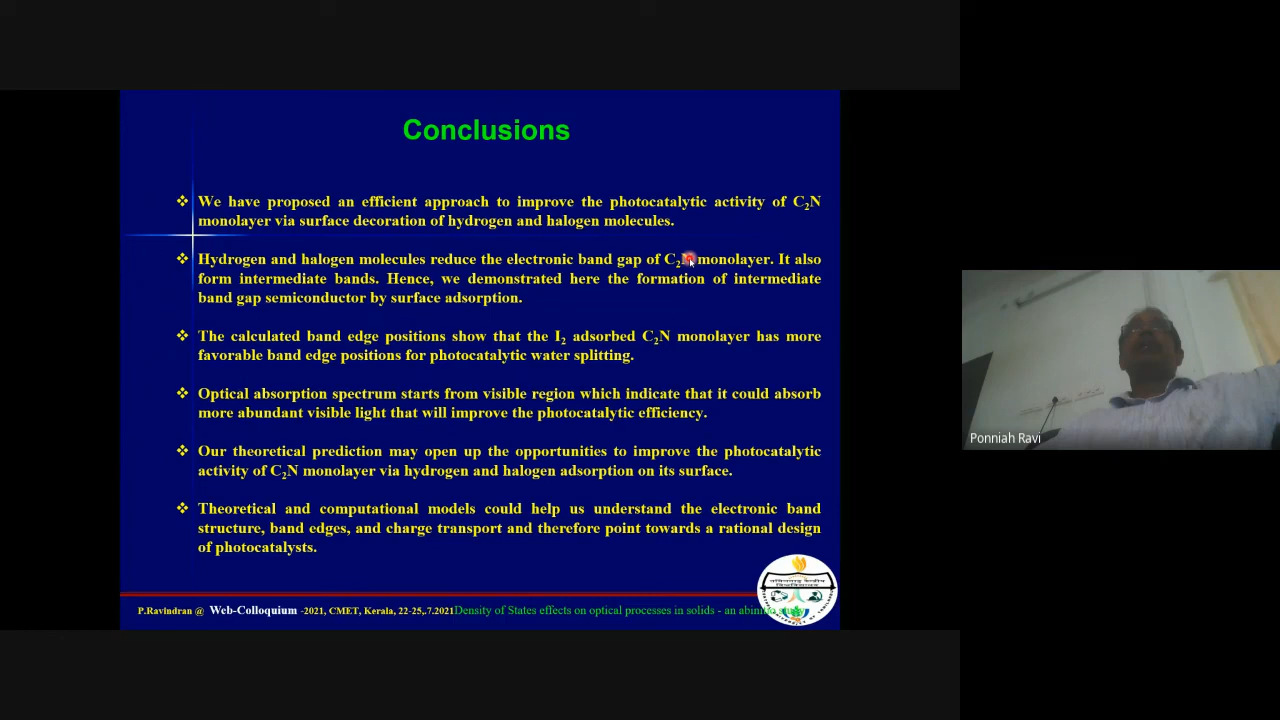 Conclusions
❖ We have proposed an efficient approach to improve the photocatalytic activity of C₂N
monolayer via surface decoration of hydrogen and halogen molecules.
❖ Hydrogen and halogen molecules reduce the electronic band gap of C₂N monolayer. It also
form intermediate bands. Hence, we demonstrated here the formation of intermediate
band gap semiconductor by surface adsorption.
❖ The calculated band edge positions show that the I₂ adsorbed C₂N monolayer has more
favorable band edge positions for photocatalytic water splitting.
❖ Optical absorption spectrum starts from visible region which indicate that it could absorb
more abundant visible light that will improve the photocatalytic efficiency.
❖ Our theoretical prediction may open up the opportunities to improve the photocatalytic
activity of C₂N monolayer via hydrogen and halogen adsorption on its surface.
❖ Theoretical and computational models could help us understand the electronic band
structure, band edges, and charge transport and therefore point towards a rational design
of photocatalysts.
P.Ravindran @ Web-Colloquium -2021, CMET, Kerala, 22-25,.7.2021 Density of States effects on optical processes in solids - an abinitio study
Ponniah Ravi